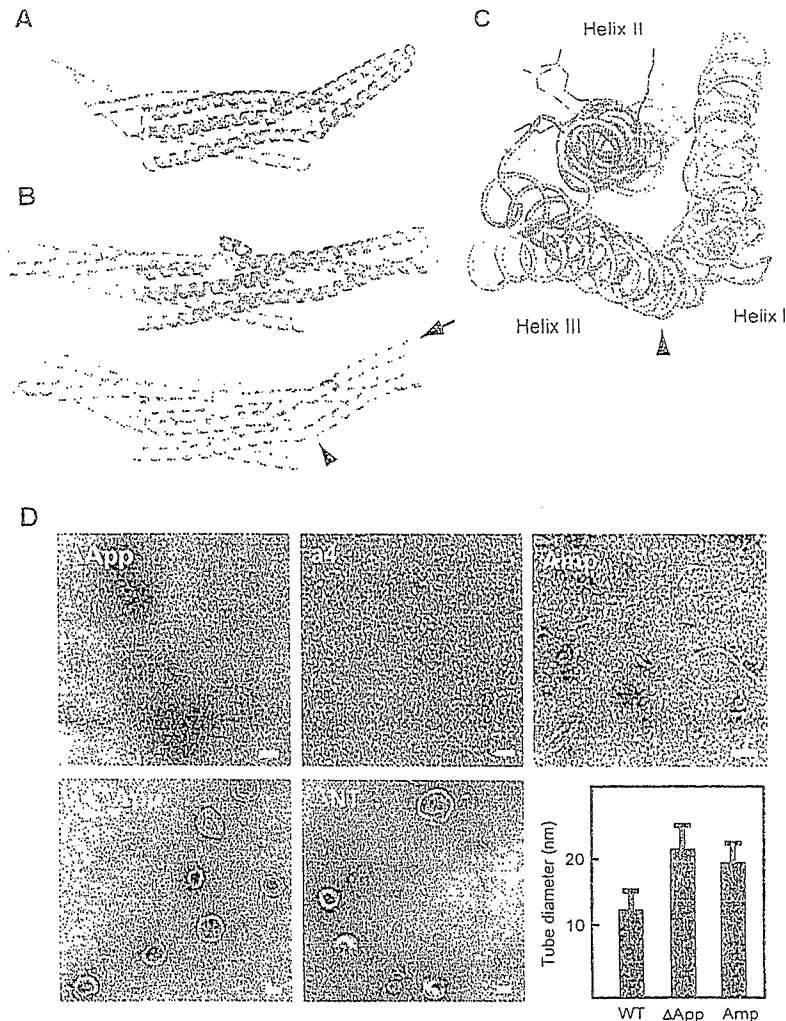 A
C
Helix II
B
Helix III
Helix I
D
ΔApp
a4
Amp
ΔNT
Tube diameter (nm)
20
10
WT ΔApp Amp